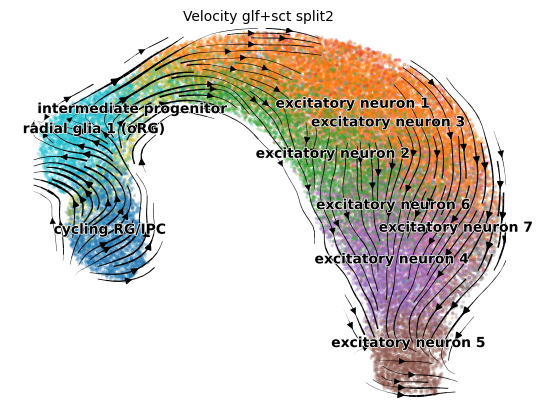 Velocity glf+sct split2
excitatory neuron 1
intermediate progenitor
excitatory neuron 3
radial glia 1 (oRG)
excitatory neuron 2
excitatory neuron 6
excitatory neuron 7
cycling RG/IPC
excitatory neuron 4
excitatory neuron 5